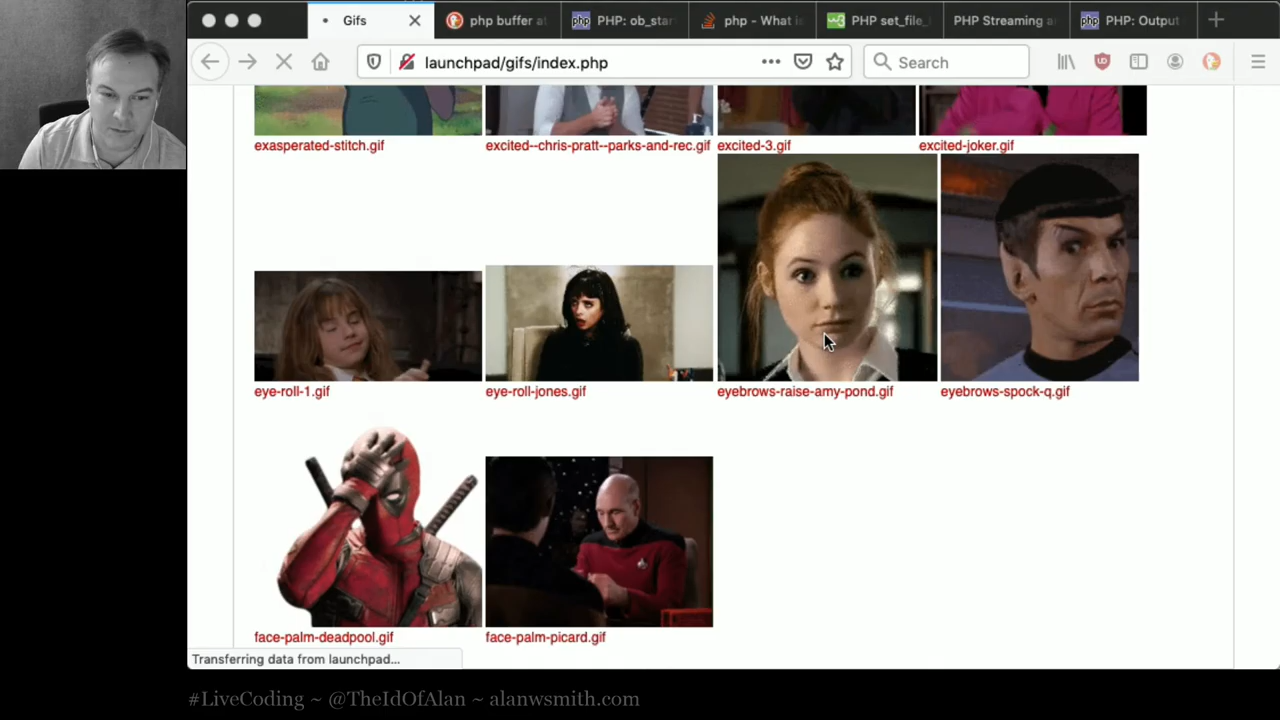 Gifs
php buffer at
PHP: ob_star
php - What is
PHP set_file_
PHP Streaming a
PHP: Output
launchpad/gifs/index.php
Search
exasperated-stitch.gif
excited--chris-pratt--parks-and-rec.gif
excited-3.gif
excited-joker.gif
eye-roll-1.gif
eye-roll-jones.gif
eyebrows-raise-amy-pond.gif
eyebrows-spock-q.gif
face-palm-deadpool.gif
face-palm-picard.gif
Transferring data from launchpad...
#LiveCoding ~ @TheIdOfAlan ~ alanwsmith.com